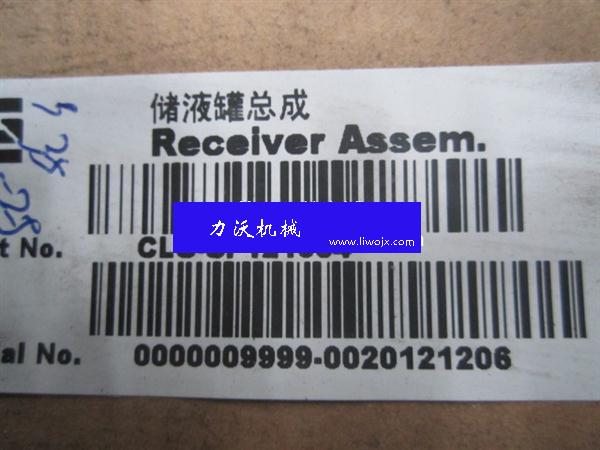 储液罐总成
Receiver Assem.
力沃机械
www.liwojx.com
t No.
al No. 0000009999-0020121206